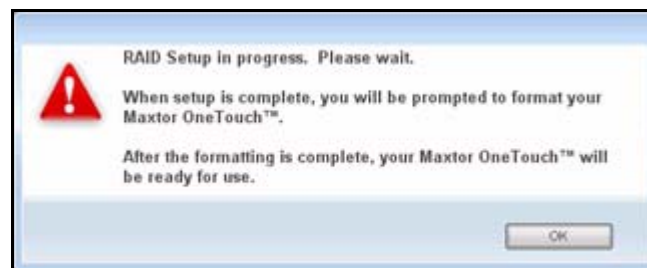 RAID Setup in progress. Please wait.
When setup is complete, you will be prompted to format your
Maxtor OneTouch™.
After the formatting is complete, your Maxtor OneTouch™ will
be ready for use.
OK